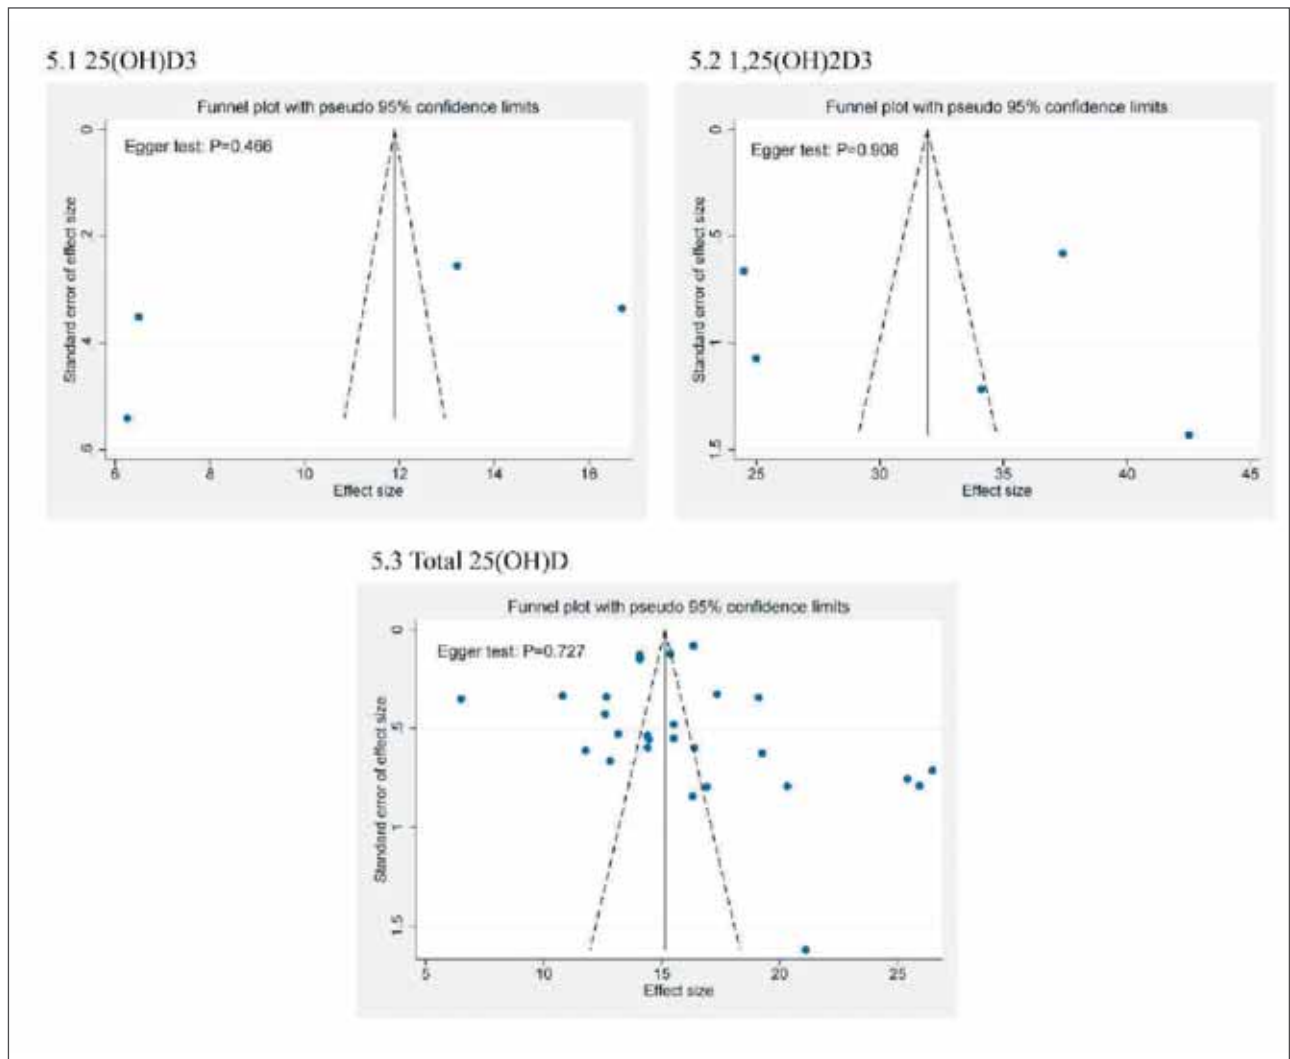 5.1 25(OH)D3
Funnel plot with pseudo 95% confidence limits
Egger test: P=0.466
Standard error of effect size
0
.2
.4
.6
6 8 10 12 14 16
Effect size
5.2 1,25(OH)2D3
Funnel plot with pseudo 95% confidence limits
Egger test: P=0.908
Standard error of effect size
0
.5
1
1.5
25 30 35 40 45
Effect size
5.3 Total 25(OH)D
Funnel plot with pseudo 95% confidence limits
Egger test: P=0.727
Standard error of effect size
0
.5
1
1.5
5 10 15 20 25
Effect size